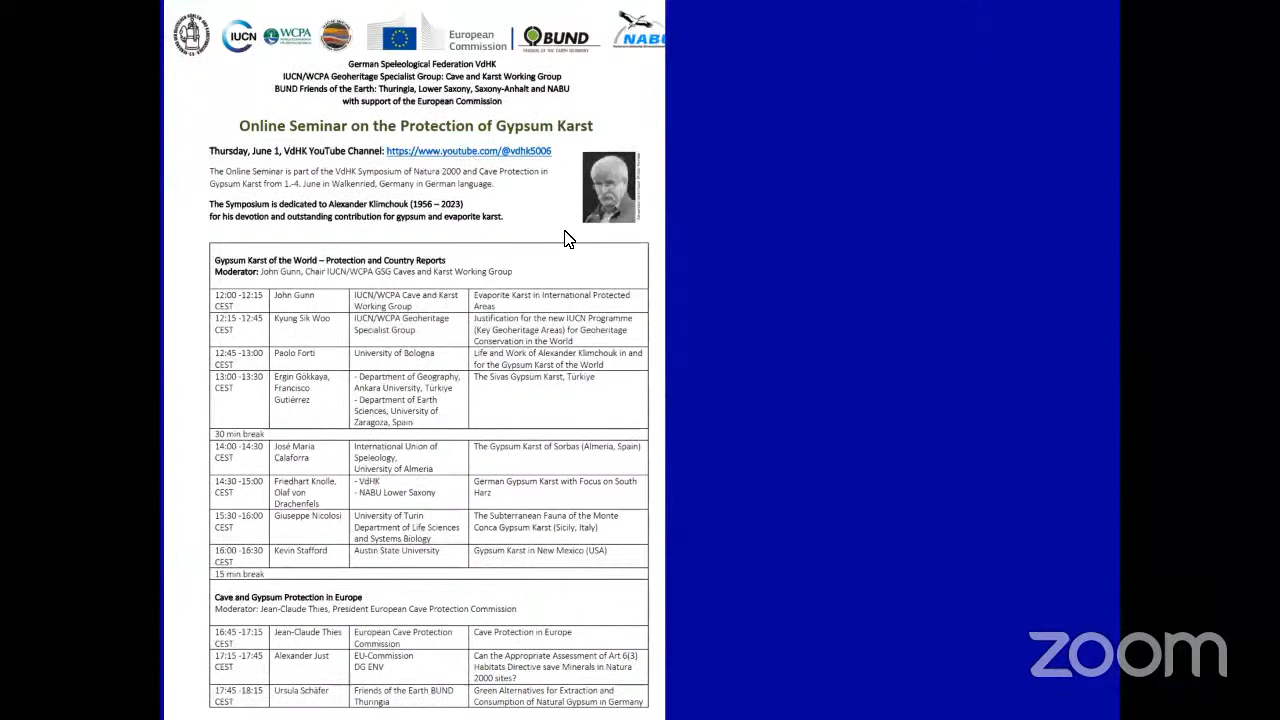 IUCN
WCPA
European
Commission
BUND
FRIENDS OF THE EARTH GERMANY
NABU
German Speleological Federation VdHK
IUCN/WCPA Geoheritage Specialist Group: Cave and Karst Working Group
BUND Friends of the Earth: Thuringia, Lower Saxony, Saxony-Anhalt and NABU
with support of the European Commission
Online Seminar on the Protection of Gypsum Karst
Thursday, June 1, VdHK YouTube Channel: https://www.youtube.com/@vdhk5006
The Online Seminar is part of the VdHK Symposium of Natura 2000 and Cave Protection in
Gypsum Karst from 1.-4. June in Walkenried, Germany in German language.
The Symposium is dedicated to Alexander Klimchouk (1956 – 2023)
for his devotion and outstanding contribution for gypsum and evaporite karst.
Gypsum Karst of the World – Protection and Country Reports
Moderator: John Gunn, Chair IUCN/WCPA GSG Caves and Karst Working Group
12:00 -12:15 John Gunn IUCN/WCPA Cave and Karst Evaporite Karst in International Protected
CEST Working Group Areas
12:15 -12:45 Kyung Sik Woo IUCN/WCPA Geoheritage Justification for the new IUCN Programme
CEST Specialist Group (Key Geoheritage Areas) for Geoheritage
Conservation in the World
12:45 -13:00 Paolo Forti University of Bologna Life and Work of Alexander Klimchouk in and
CEST for the Gypsum Karst of the World
13:00 -13:30 Ergin Gökkaya, - Department of Geography, The Sivas Gypsum Karst, Türkiye
CEST Francisco Ankara University, Türkiye
Gutiérrez - Department of Earth
Sciences, University of
Zaragoza, Spain
30 min break
14:00 -14:30 José Maria International Union of The Gypsum Karst of Sorbas (Almeria, Spain)
CEST Calaforra Speleology,
University of Almeria
14:30 -15:00 Friedhart Knolle, - VdHK German Gypsum Karst with Focus on South
CEST Olaf von - NABU Lower Saxony Harz
Drachenfels
15:30 -16:00 Giuseppe Nicolosi University of Turin The Subterranean Fauna of the Monte
CEST Department of Life Sciences Conca Gypsum Karst (Sicily, Italy)
and Systems Biology
16:00 -16:30 Kevin Stafford Austin State University Gypsum Karst in New Mexico (USA)
CEST
15 min break
Cave and Gypsum Protection in Europe
Moderator: Jean-Claude Thies, President European Cave Protection Commission
16:45 -17:15 Jean-Claude Thies European Cave Protection Cave Protection in Europe
CEST Commission
17:15 -17:45 Alexander Just EU-Commission Can the Appropriate Assessment of Art 6(3)
CEST DG ENV Habitats Directive save Minerals in Natura
2000 sites?
17:45 -18:15 Ursula Schäfer Friends of the Earth BUND Green Alternatives for Extraction and
CEST Thuringia Consumption of Natural Gypsum in Germany
zoom